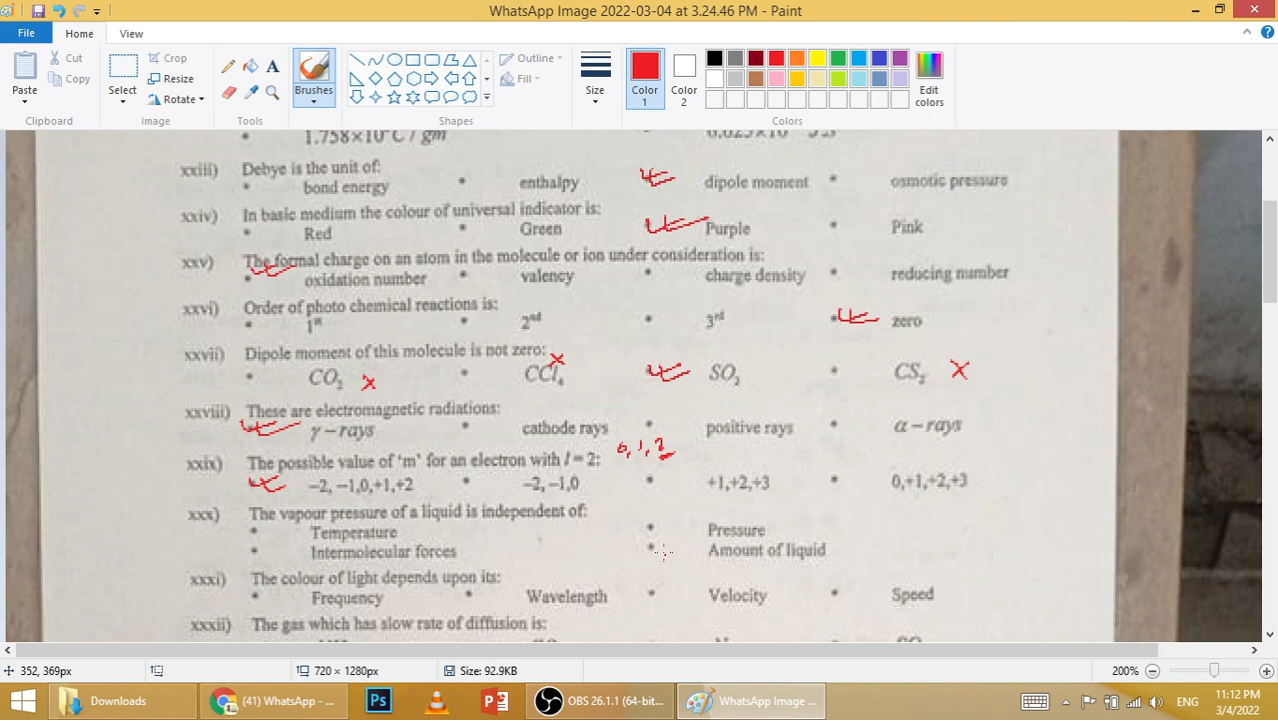 WhatsApp Image 2022-03-04 at 3.24.46 PM - Paint
File Home View
Paste
Cut
Copy
Clipboard
Select
Crop
Resize
Rotate
Image
Tools
Brushes
Outline
Fill
Shapes
Size
Color 1
Color 2
Edit colors
Colors
1.758×10 C / gm
xxiii) Debye is the unit of:
* bond energy * enthalpy dipole moment * osmotic pressure
xxiv) In basic medium the colour of universal indicator is:
* Red * Green Purple * Pink
xxv) The formal charge on an atom in the molecule or ion under consideration is:
* oxidation number * valency * charge density * reducing number
xxvi) Order of photo chemical reactions is:
* 1st * 2nd * 3rd * zero
xxvii) Dipole moment of this molecule is not zero:
* CO₂ * CCl₄ * SO₂ * CS₂
xxviii) These are electromagnetic radiations:
γ – rays * cathode rays * positive rays * α – rays
0, 1, 2
xxix) The possible value of 'm' for an electron with l = 2:
* –2, –1,0,+1,+2 * –2, –1,0 * +1,+2,+3 * 0,+1,+2,+3
xxx) The vapour pressure of a liquid is independent of:
* Temperature * Pressure
* Intermolecular forces * Amount of liquid
xxxi) The colour of light depends upon its:
* Frequency * Wavelength * Velocity * Speed
xxxii) The gas which has slow rate of diffusion is:
352, 369px 720 × 1280px Size: 92.9KB 200%
Downloads (41) WhatsApp - ... Ps OBS 26.1.1 (64-bit... WhatsApp Image ... ENG 11:12 PM
3/4/2022